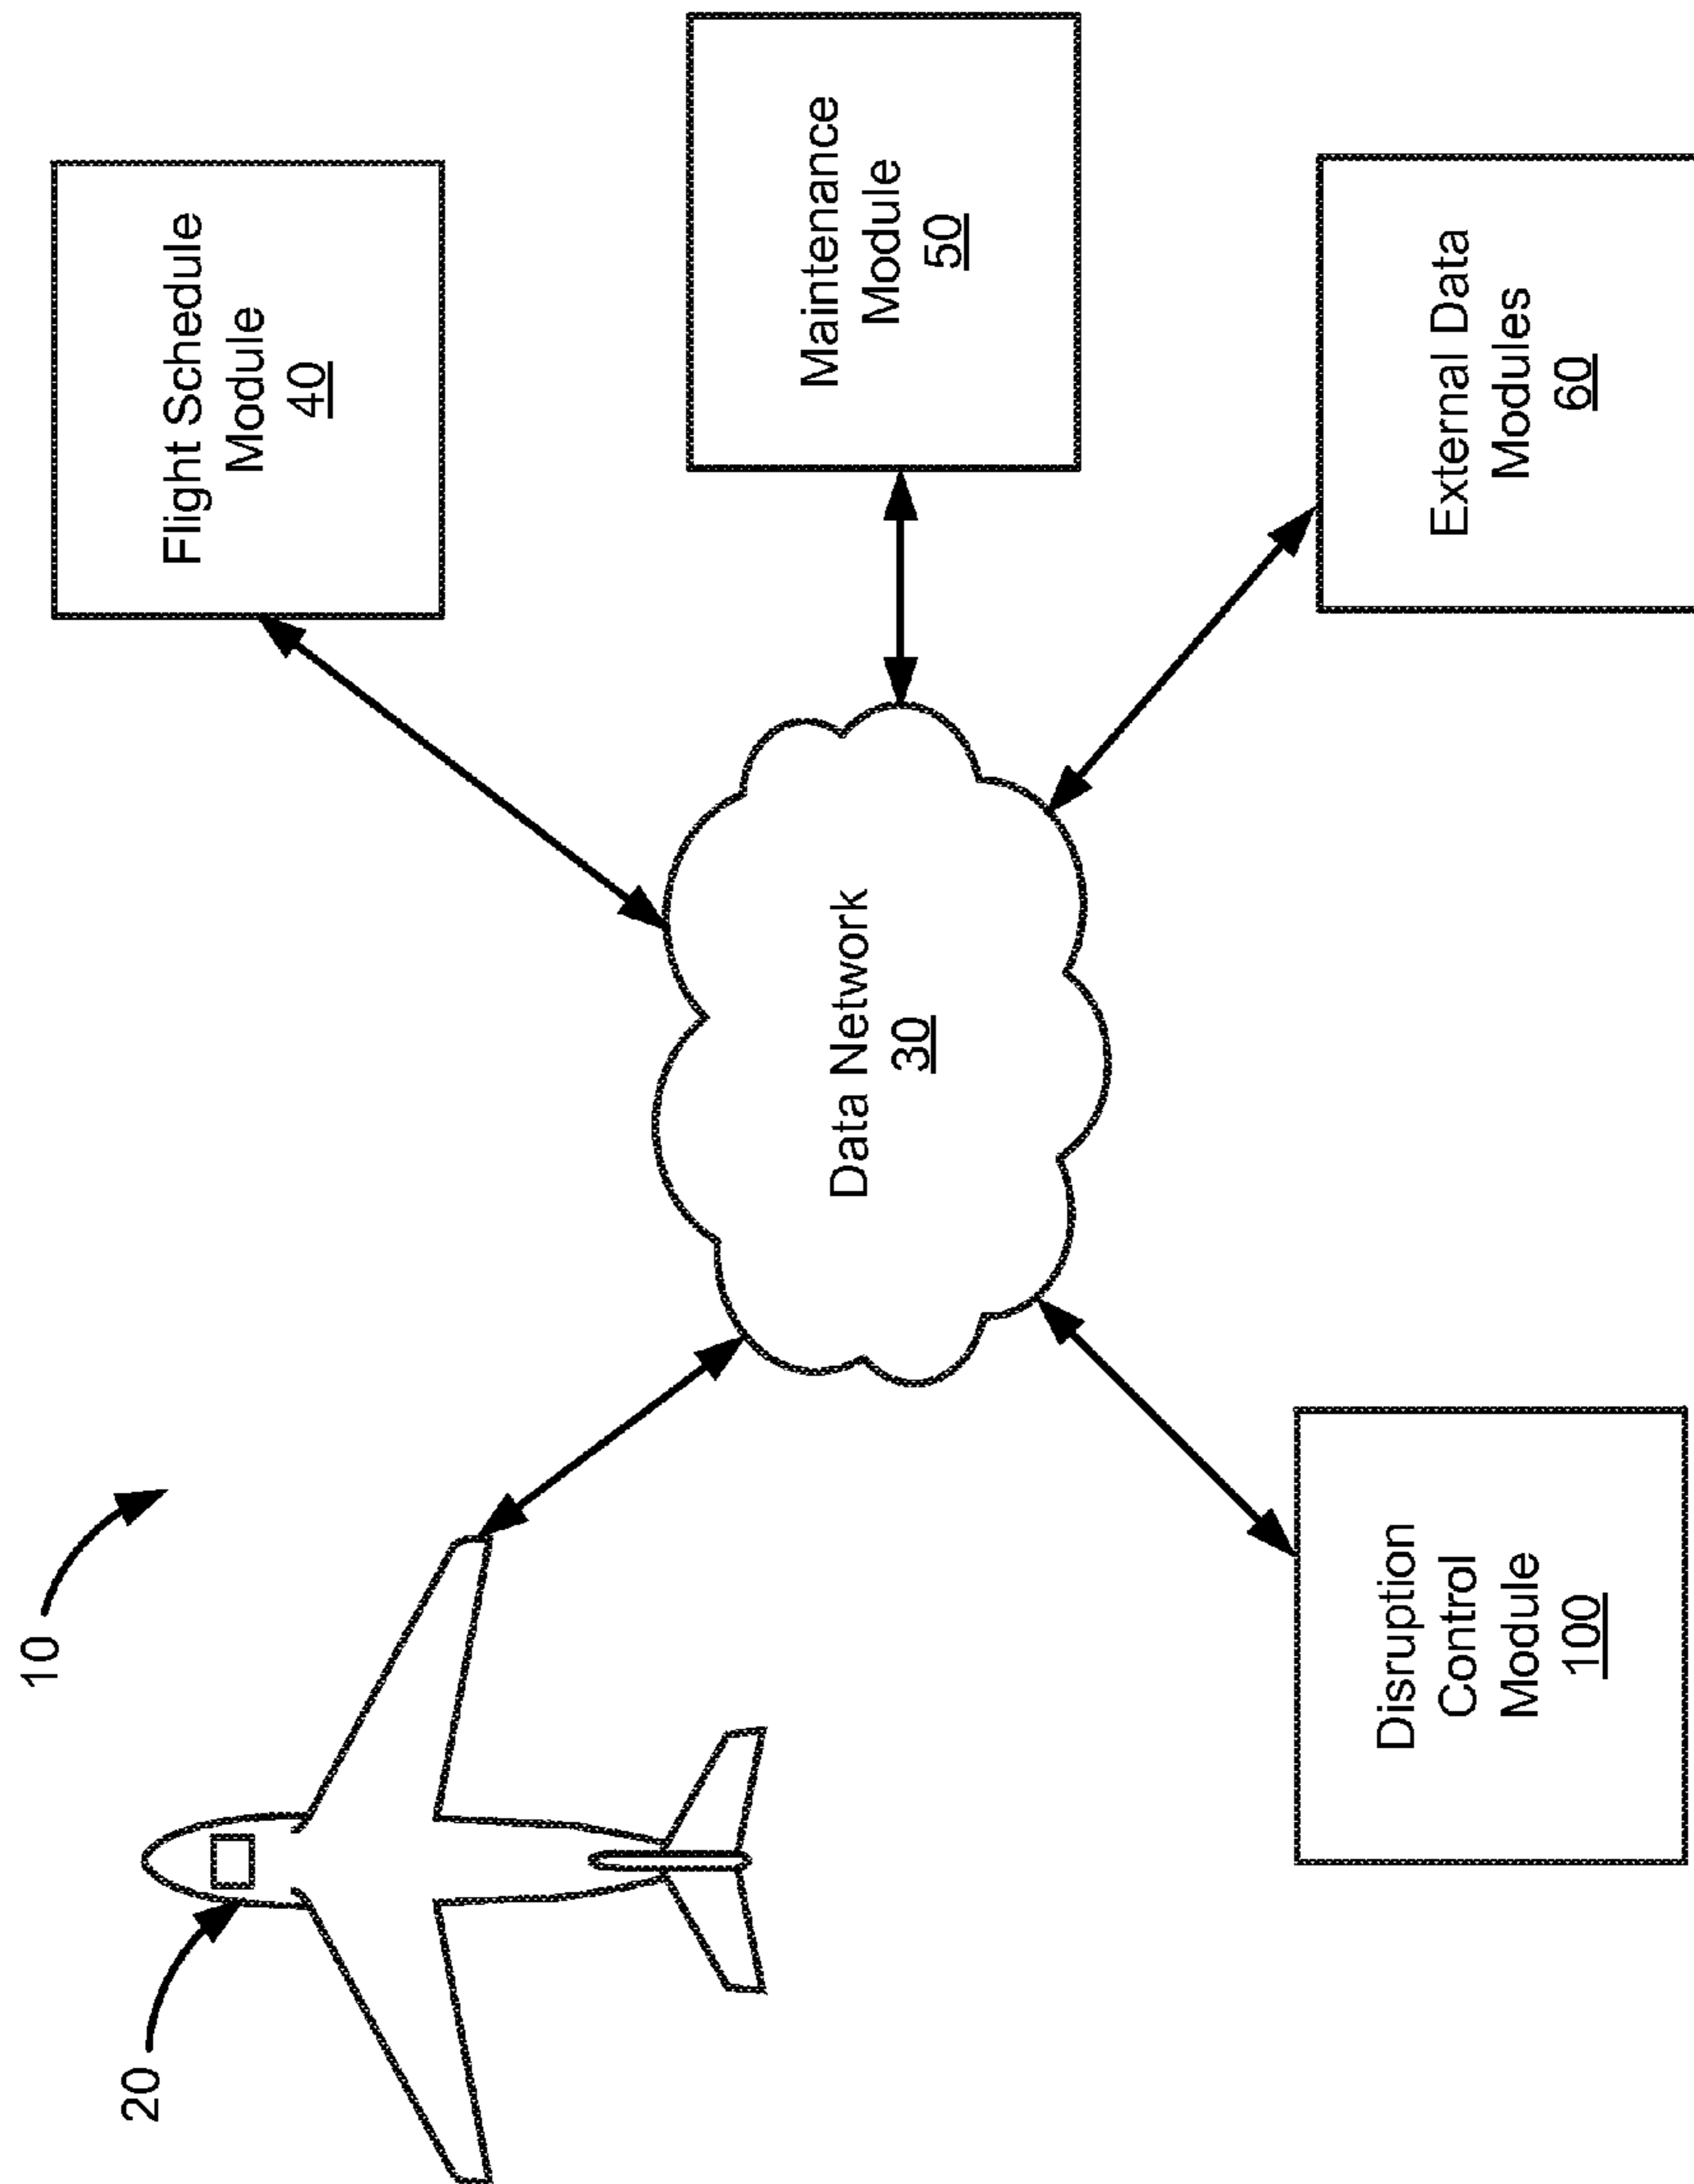 10
20
Flight Schedule
Module
40
Data Network
30
Maintenance
Module
50
Disruption
Control
Module
100
External Data
Modules
60